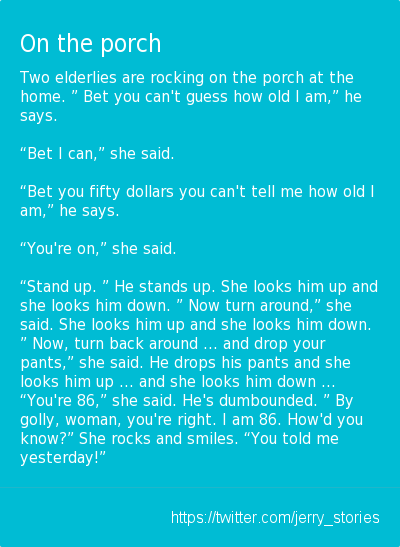 On the porch
Two elderlies are rocking on the porch at the
home. ” Bet you can't guess how old I am,” he
says.
“Bet I can,” she said.
“Bet you fifty dollars you can't tell me how old I
am,” he says.
“You're on,” she said.
“Stand up. ” He stands up. She looks him up and
she looks him down. ” Now turn around,” she
said. She looks him up and she looks him down.
” Now, turn back around ... and drop your
pants,” she said. He drops his pants and she
looks him up ... and she looks him down ...
“You're 86,” she said. He's dumbounded. ” By
golly, woman, you're right. I am 86. How'd you
know?” She rocks and smiles. “You told me
yesterday!”
https://twitter.com/jerry_stories